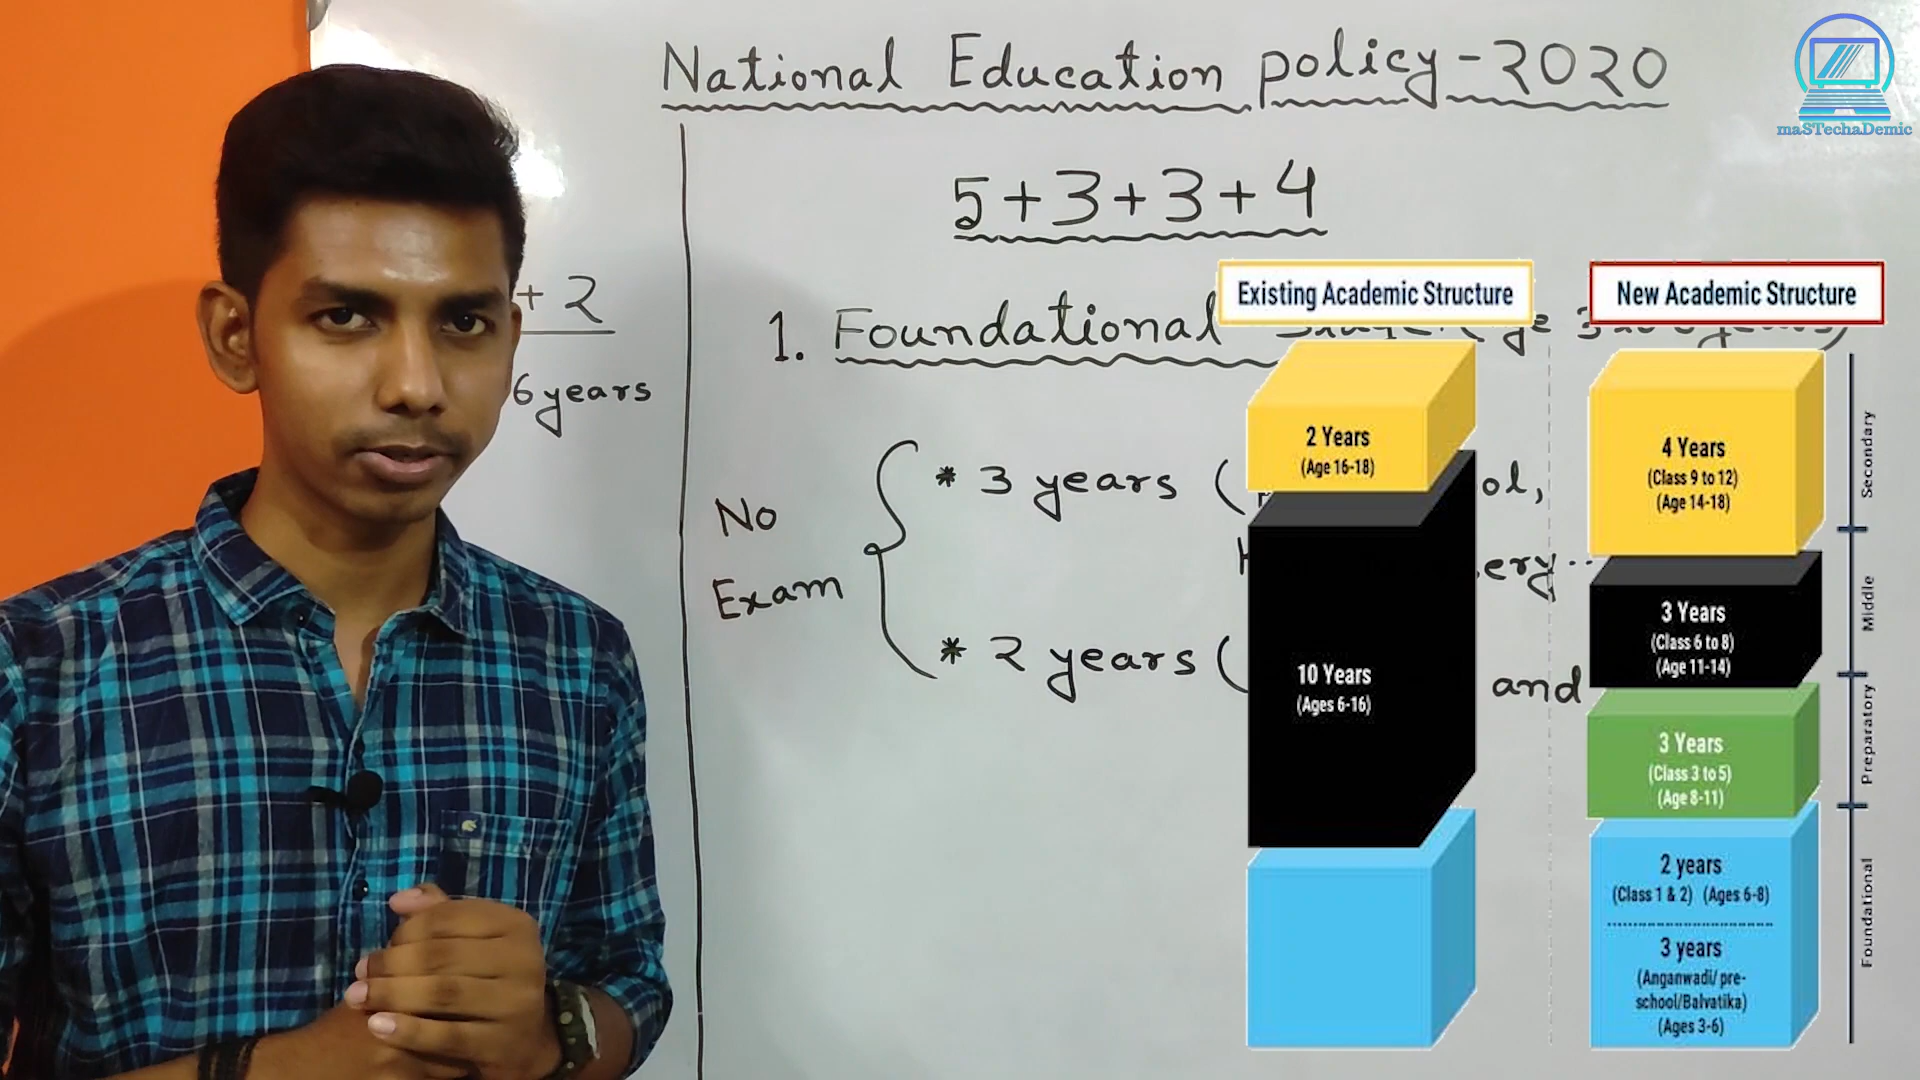 National Education policy-2020
maSTechaDemic
5+3+3+4
+ 2
6 years
1. Foundational
No
Exam
* 3 years (
ol,
ery...
* 2 years (
and
Existing Academic Structure
2 Years
(Age 16-18)
10 Years
(Ages 6-16)
New Academic Structure
4 Years
(Class 9 to 12)
(Age 14-18)
3 Years
(Class 6 to 8)
(Age 11-14)
3 Years
(Class 3 to 5)
(Age 8-11)
2 years
(Class 1 & 2) (Ages 6-8)
3 years
(Anganwadi/ pre-
school/Balvatika)
(Ages 3-6)
Secondary
Middle
Preparatory
Foundational